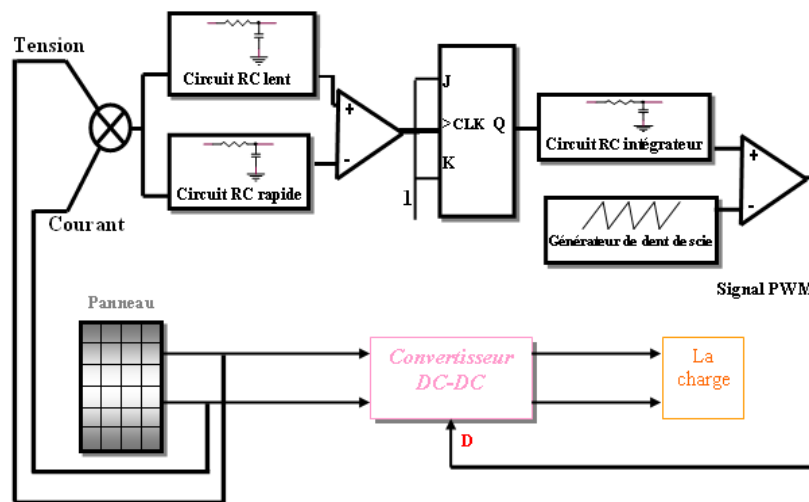 Tension
Circuit RC lent
+
-
J
>CLK Q
K
1
Circuit RC rapide
Courant
Circuit RC intégrateur
+
-
Générateur de dent de scie
Signal PWM
Panneau
Convertisseur
DC-DC
La
charge
D